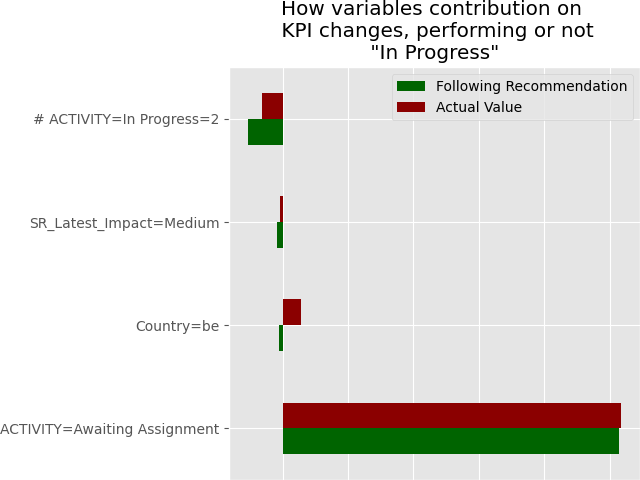 How variables contribution on
KPI changes, performing or not
"In Progress"
Following Recommendation
Actual Value
# ACTIVITY=In Progress=2
SR_Latest_Impact=Medium
Country=be
ACTIVITY=Awaiting Assignment